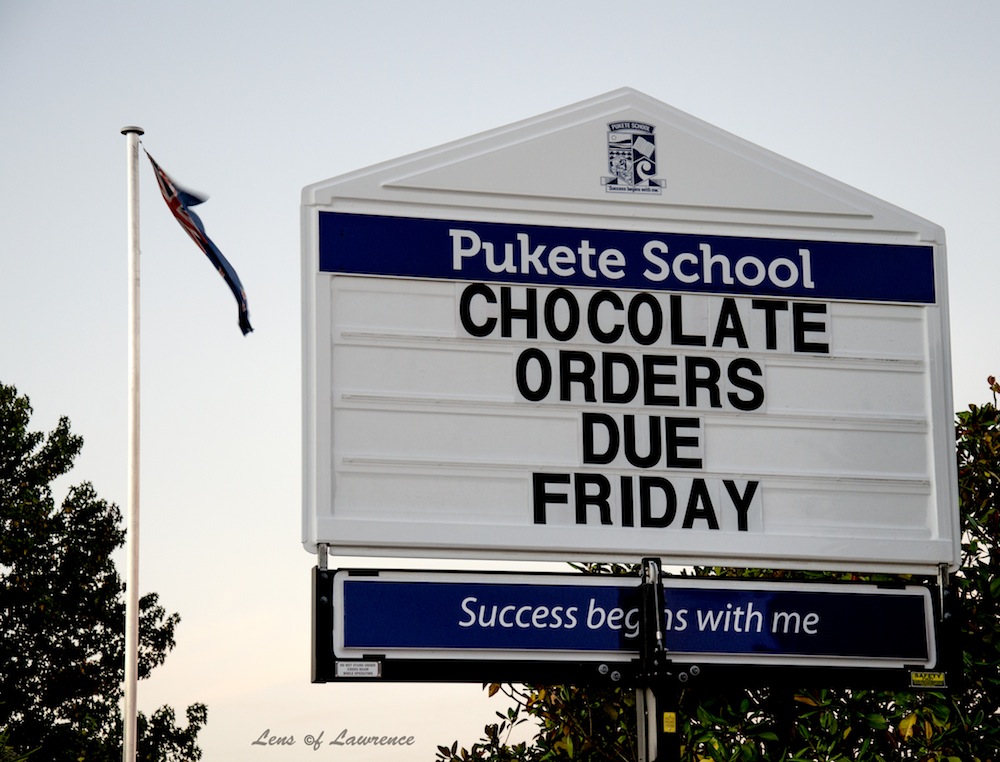 PUKETE SCHOOL
Success begins with me.
Pukete School
CHOCOLATE
ORDERS
DUE
FRIDAY
Success begins with me
SAFETY
Lens of Lawrence